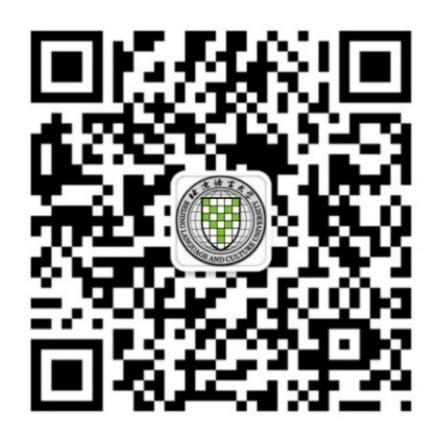 北京语言大学
BEIJING LANGUAGE AND CULTURE UNIVERSITY